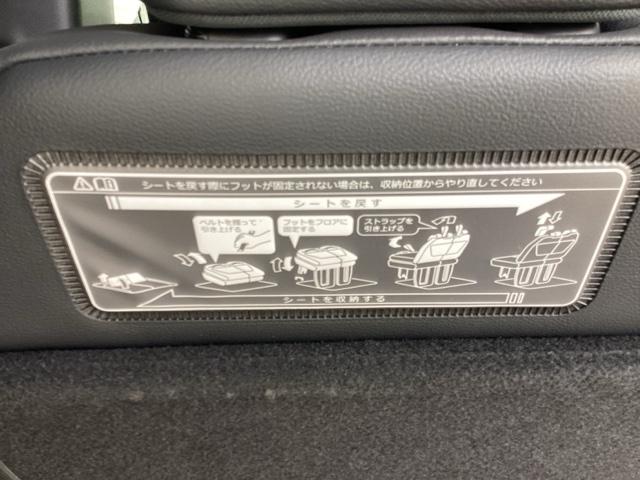 シートを戻す際にフットが固定されない場合は、収納位置からやり直してください
シートを戻す
ベルトを持って
引き上げる
フットをフロアに
固定する
ストラップを
引き上げる
シートを収納する